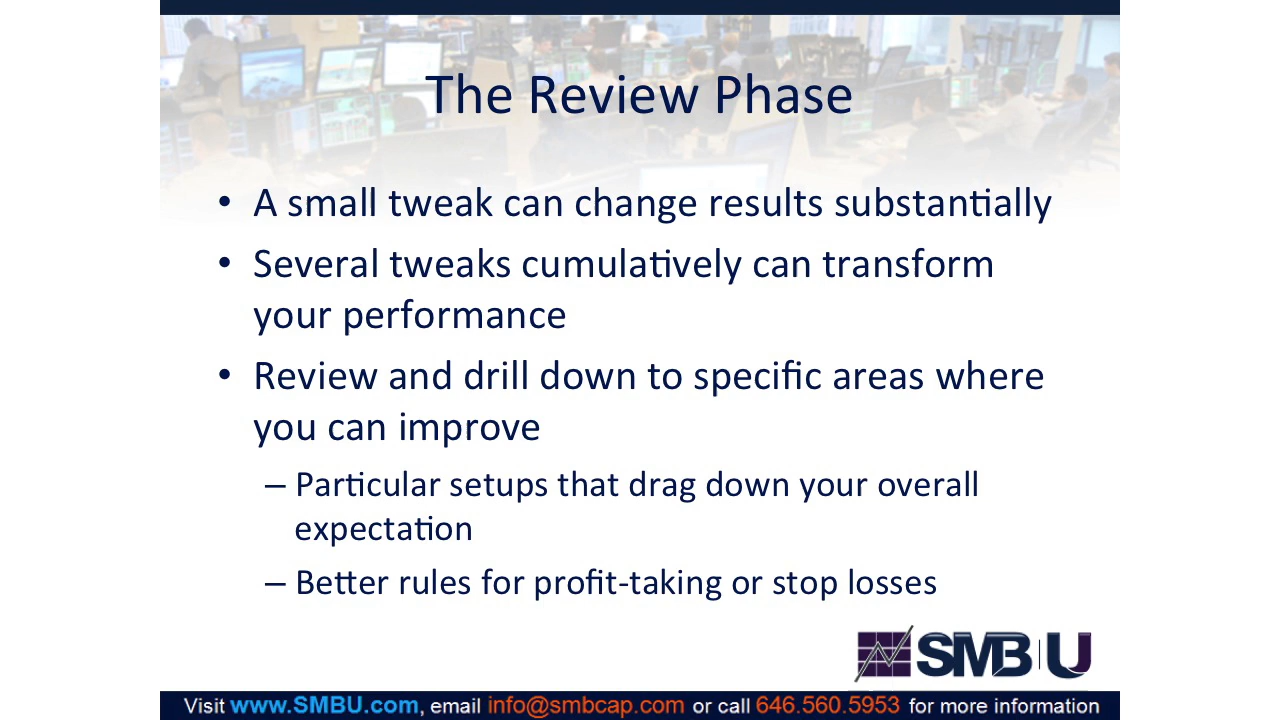 The Review Phase
• A small tweak can change results substantially
• Several tweaks cumulatively can transform
your performance
• Review and drill down to specific areas where
you can improve
– Particular setups that drag down your overall
expectation
– Better rules for profit-taking or stop losses
SMB U
Visit www.SMBU.com, email info@smbcap.com or call 646.560.5953 for more information